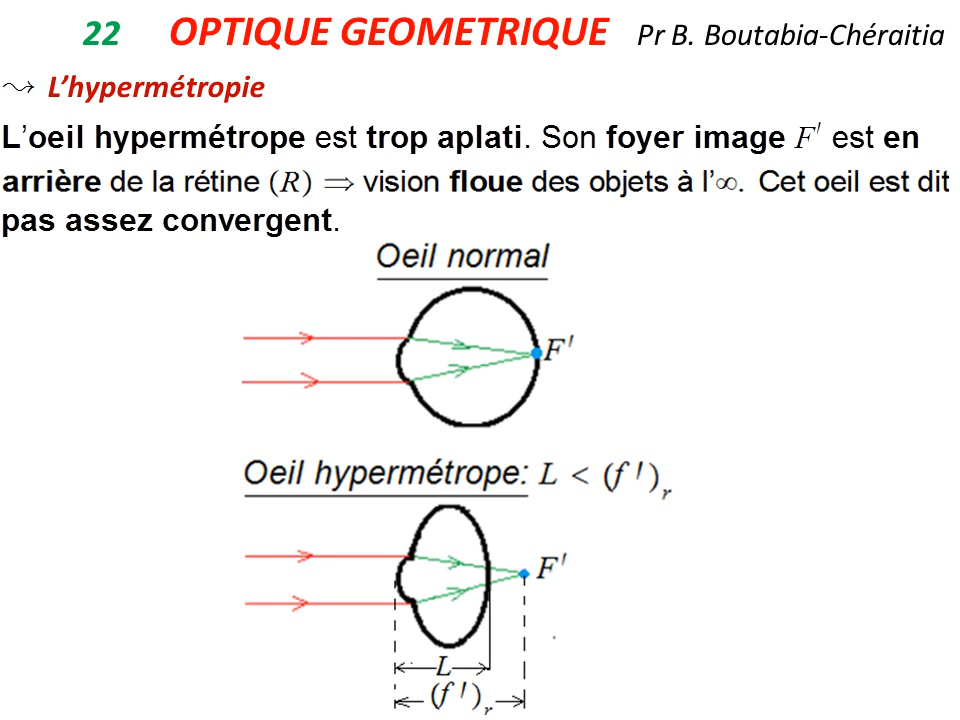 22 OPTIQUE GEOMETRIQUE Pr B. Boutabia-Chéraitia
⤳ L’hypermétropie
L’oeil hypermétrope est trop aplati. Son foyer image F′ est en
arrière de la rétine (R) ⇒ vision floue des objets à l’∞. Cet oeil est dit
pas assez convergent.
Oeil normal
F′
Oeil hypermétrope: L < (f′)r
F′
L
(f′)r